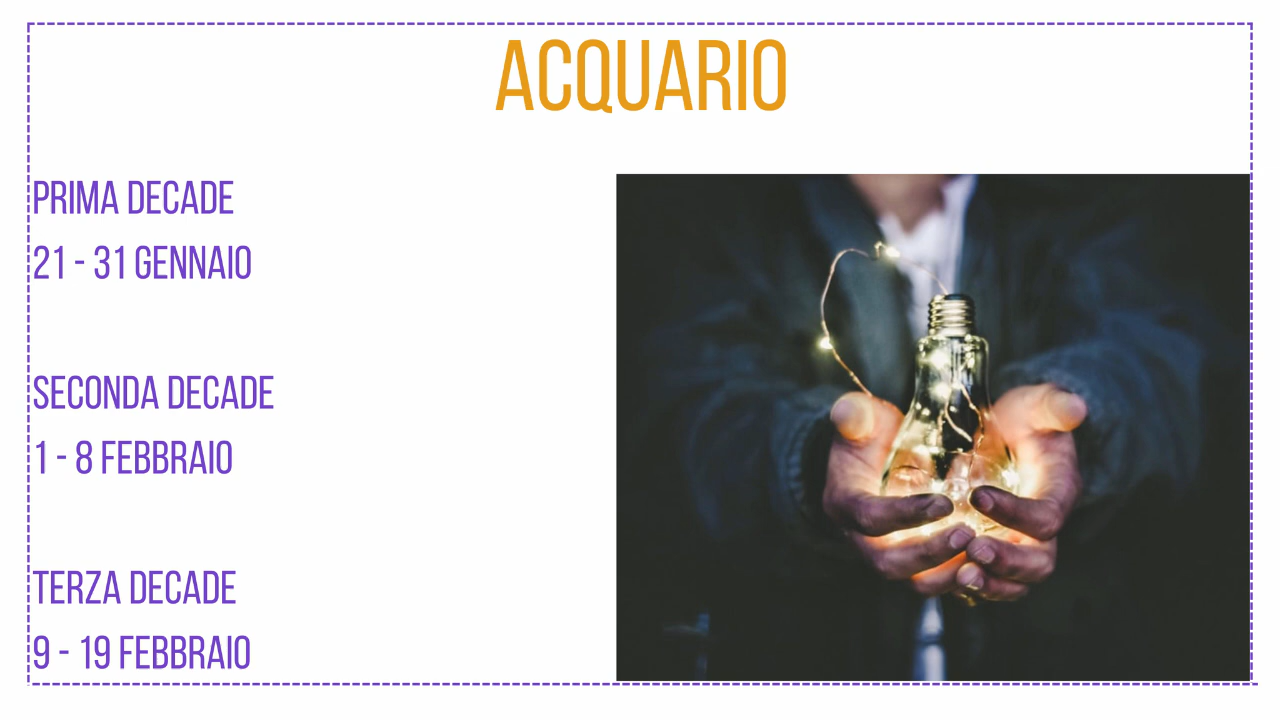 ACQUARIO
PRIMA DECADE
21 - 31 GENNAIO
SECONDA DECADE
1 - 8 FEBBRAIO
TERZA DECADE
9 - 19 FEBBRAIO